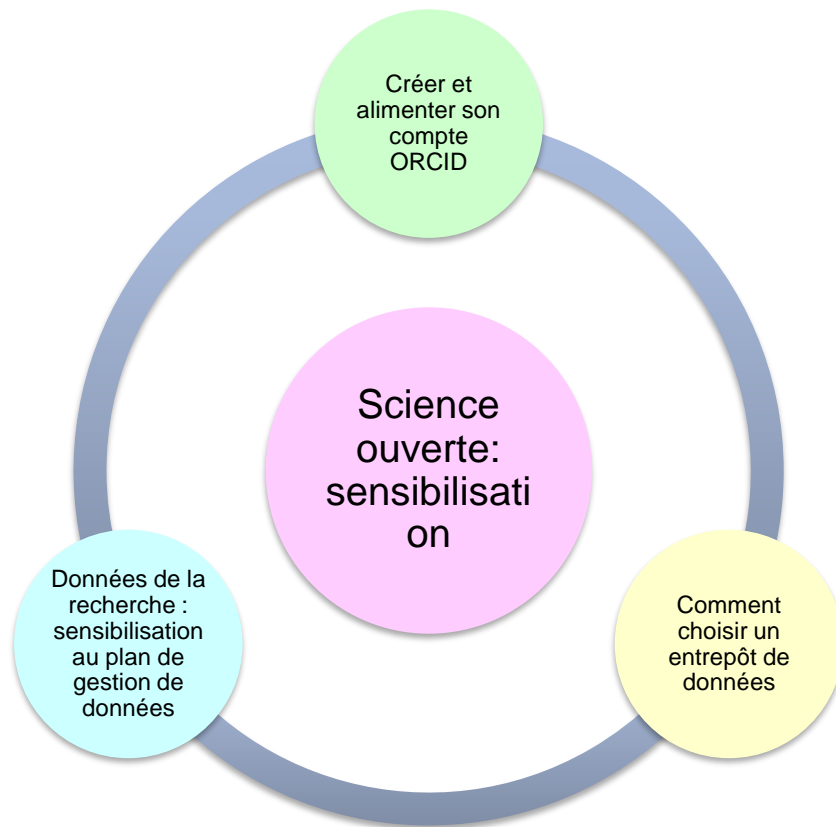 Créer et
alimenter son
compte
ORCID
Science
ouverte:
sensibilisati
on
Données de la
recherche :
sensibilisation
au plan de
gestion de
données
Comment
choisir un
entrepôt de
données